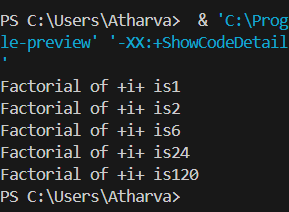 PS C:\Users\Atharva>  & 'C:\Prog
le-preview' '-XX:+ShowCodeDetail
'
Factorial of +i+ is1
Factorial of +i+ is2
Factorial of +i+ is6
Factorial of +i+ is24
Factorial of +i+ is120
PS C:\Users\Atharva>